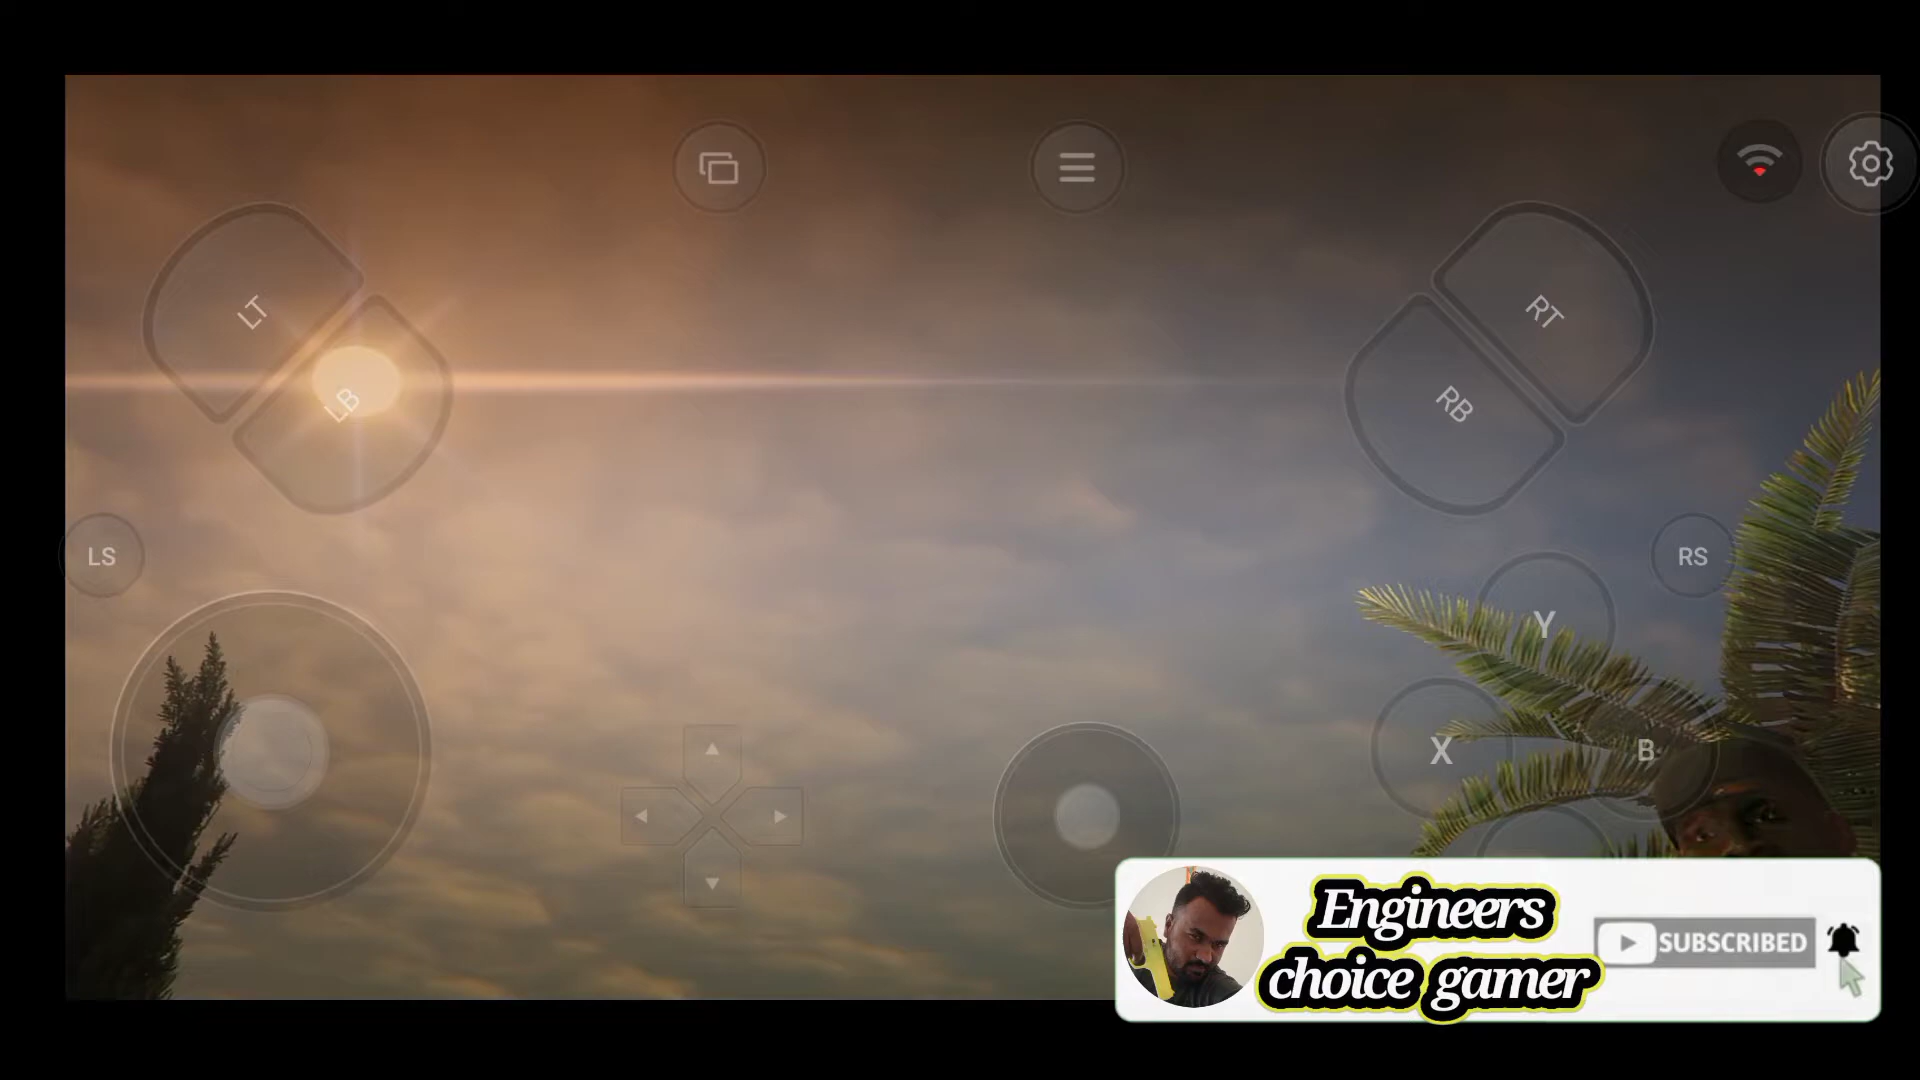 LT
RT
LB
RB
LS
RS
Y
X
B
Engineers
choice gamer
SUBSCRIBED